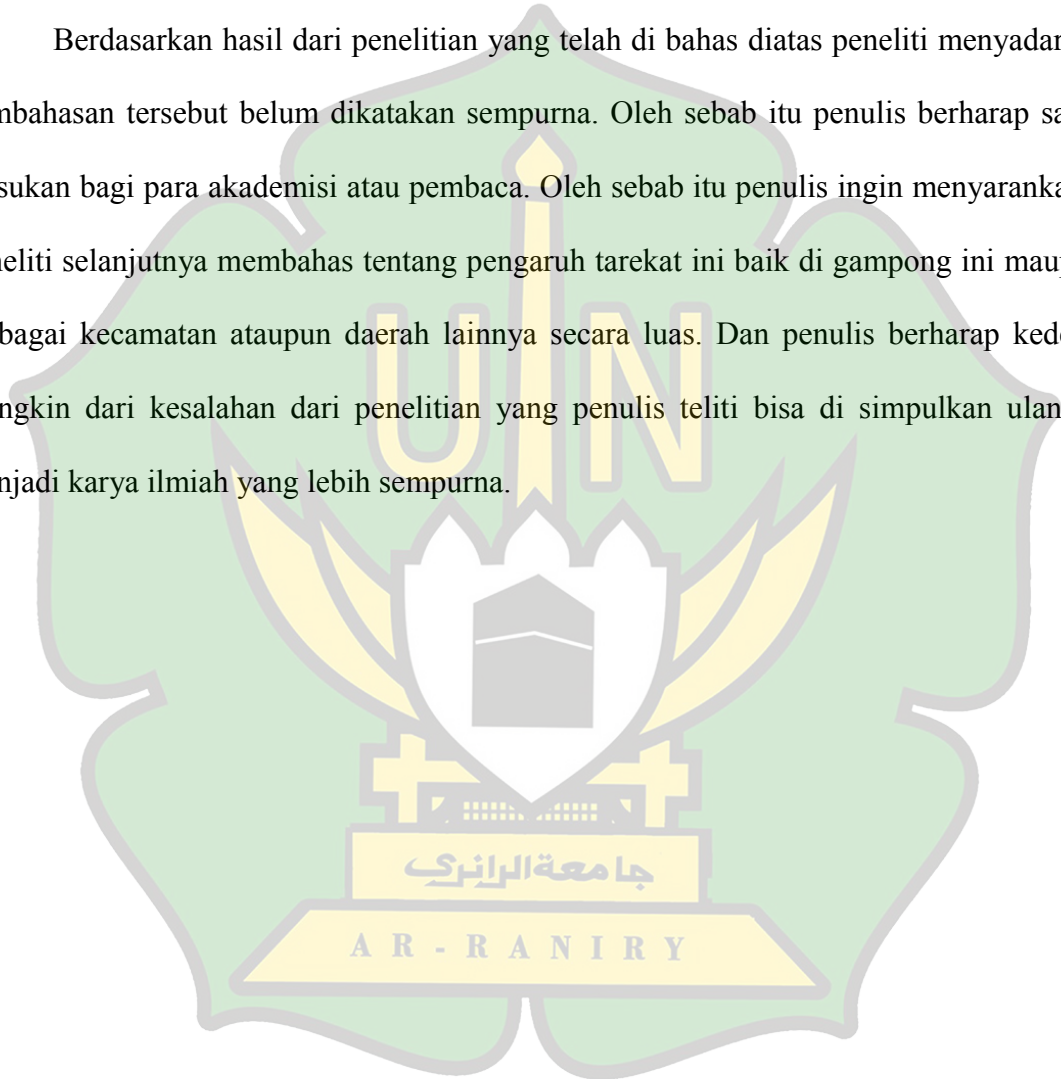 Berdasarkan hasil dari penelitian yang telah di bahas diatas peneliti menyadar
mbahasan tersebut belum dikatakan sempurna. Oleh sebab itu penulis berharap sa
sukan bagi para akademisi atau pembaca. Oleh sebab itu penulis ingin menyaranka
neliti selanjutnya membahas tentang pengaruh tarekat ini baik di gampong ini maup
bagai kecamatan ataupun daerah lainnya secara luas. Dan penulis berharap kede
ngkin dari kesalahan dari penelitian yang penulis teliti bisa di simpulkan ulan
njadi karya ilmiah yang lebih sempurna.
UIN
جامعةالرانري
AR-RANIRY